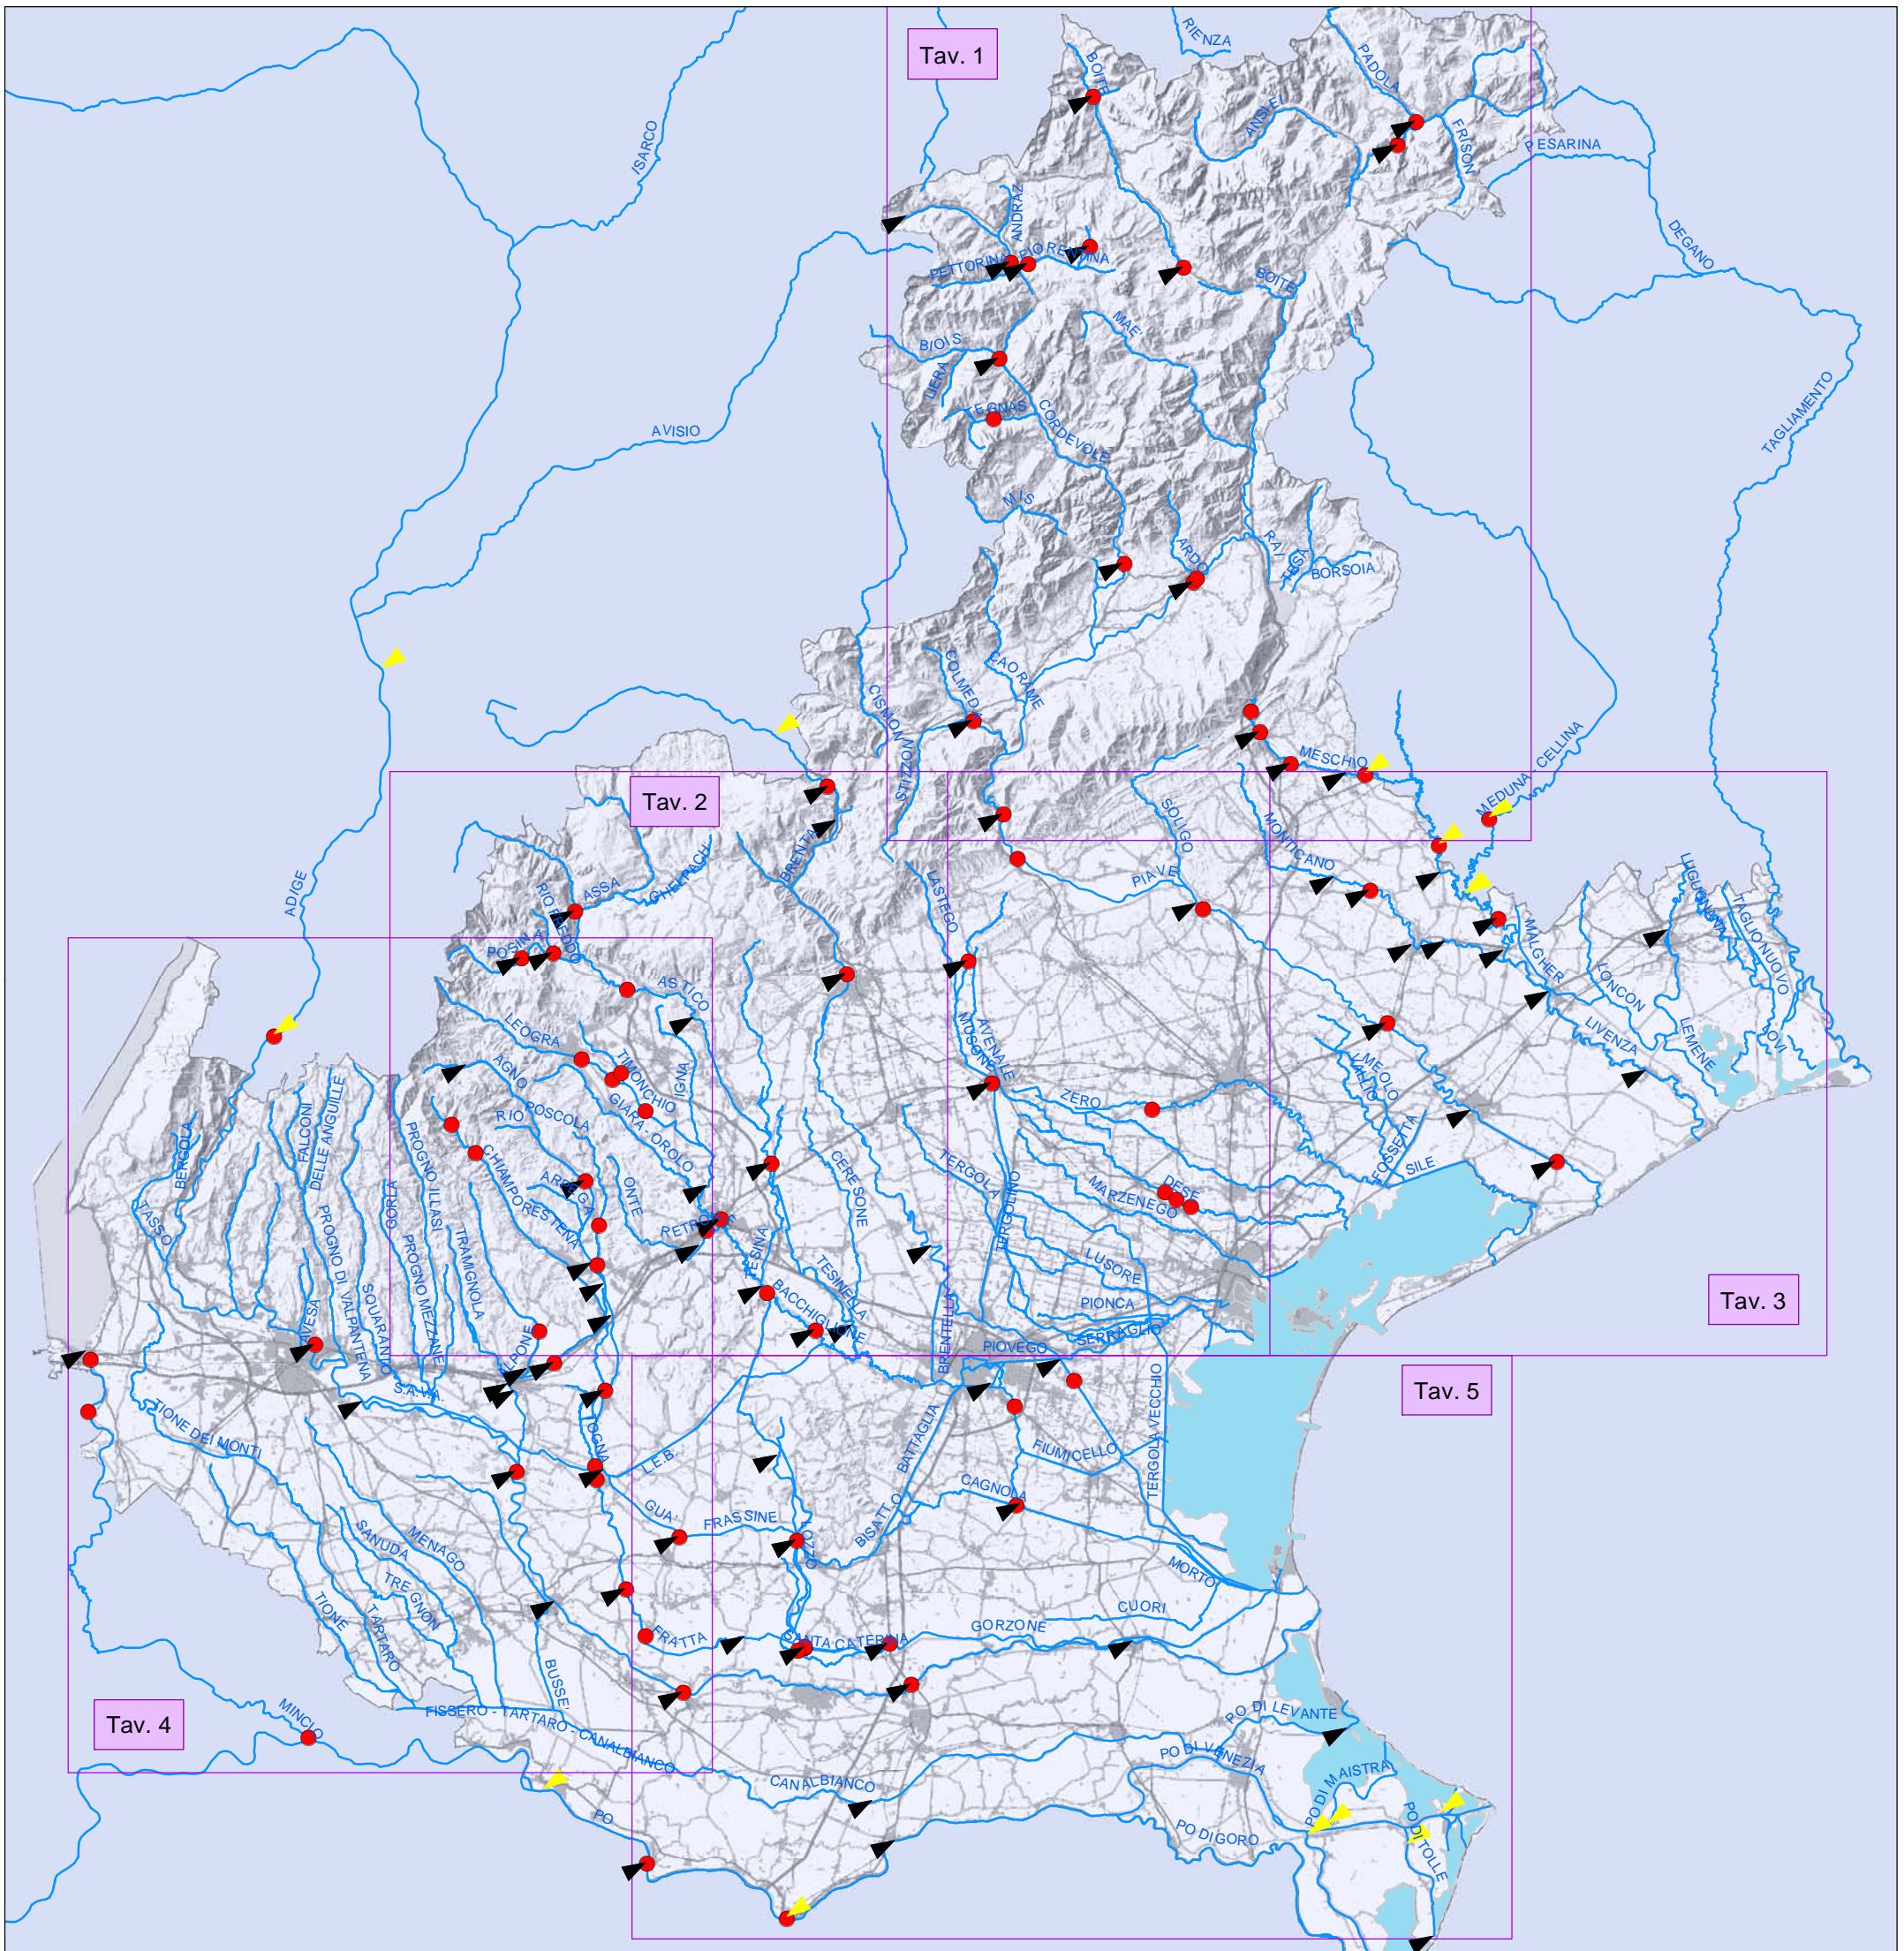 Tav. 1
RIENZA
BOITE
PADOLA
ANSIEI
FRISON
PESARINA
ISARCO
DEGANO
ANDRAZ
FIORENTINA
PETTORINA
BOITE
MAE'
BIOIS
LIERA
TEGNAS
CORDEVOLE
TAGLIAMENTO
AVISIO
MIS
ARDO
RAI
TESA
BORSOIA
COLMEDA
CAORAME
CISMON
STIZZON
MESCHIO
MEDUNA - CELLINA
Tav. 2
BRENTA
SOLIGO
MONTICANO
PIAVE
LASTEGO
ADIGE
ASSA
GHELPACH
RIO FREDDO
POSINA
ASTICO
LEOGRA
TIMONCHIO
IGNA
AGNO
RIO
POSCOLA
GIARA - OROLO
MUSONE
AVENALE
ZERO
MALGHER
LONCON
LIVENZA
LEMENE
LUGUGNANA
TAGLIO NUOVO
LOVI
MEOLO
VALLIO
FOSSETTA
SILE
BERGOLA
FALCONI
DELLE ANGUILLE
TASSO
PROGNO DI VALPANTENA
GORLA
PROGNO ILLASI
PROGNO MEZZANE
SQUARANTO
TRAMIGNOLA
CHIAMPO
RESTENA
ARPEGA
ONTE
RETRONE
TESINA
CERESONE
TESINELLA
BACCHIGLIONE
TERGOLA
TERGOLINO
DESE
MARZENEGO
LUSORE
PIONCA
SERRAGLIO
PIOVEGO
BRENTELLA
Tav. 3
AVESA
ALPONE
S.A.V.A.
TIONE DEI MONTI
TOGNA
L.E.B.
Tav. 5
BATTAGLIA
FIUMICELLO
TERGOLA VECCHIO
CAGNOLA
BISATTO
GUA'
FRASSINE
LOZZO
MENAGO
SANUDA
TREGNON
TIONE
TARTARO
MORTO
CUORI
GORZONE
FRATTA
SANTA CATERINA
BUSSE'
Tav. 4
MINCIO
FISSERO - TARTARO - CANALBIANCO
CANALBIANCO
PO DI LEVANTE
PO DI VENEZIA
PO DI MAISTRA
PO
PO DI GORO
PO DI TOLLE